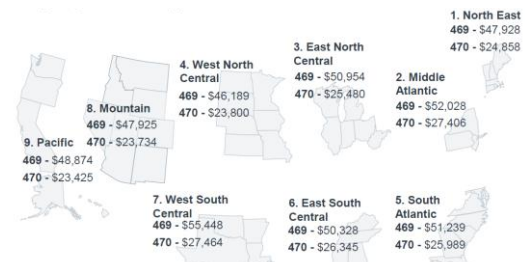 1. North East
469 - $47,928
470 - $24,858
2. Middle
Atlantic
469 - $52,028
470 - $27,406
3. East North
Central
469 - $50,954
470 - $25,480
4. West North
Central
469 - $46,189
470 - $23,800
5. South
Atlantic
469 - $51,239
470 - $25,989
6. East South
Central
469 - $50,328
470 - $26,345
7. West South
Central
469 - $55,448
470 - $27,464
8. Mountain
469 - $47,925
470 - $23,734
9. Pacific
469 - $48,874
470 - $23,425